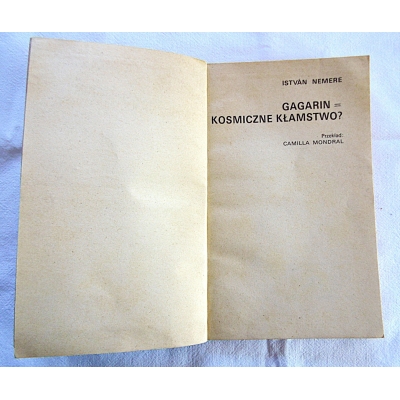 ISTVÁN NEMERE
GAGARIN =
KOSMICZNE KŁAMSTWO?
Przekład:
CAMILLA MONDRAL